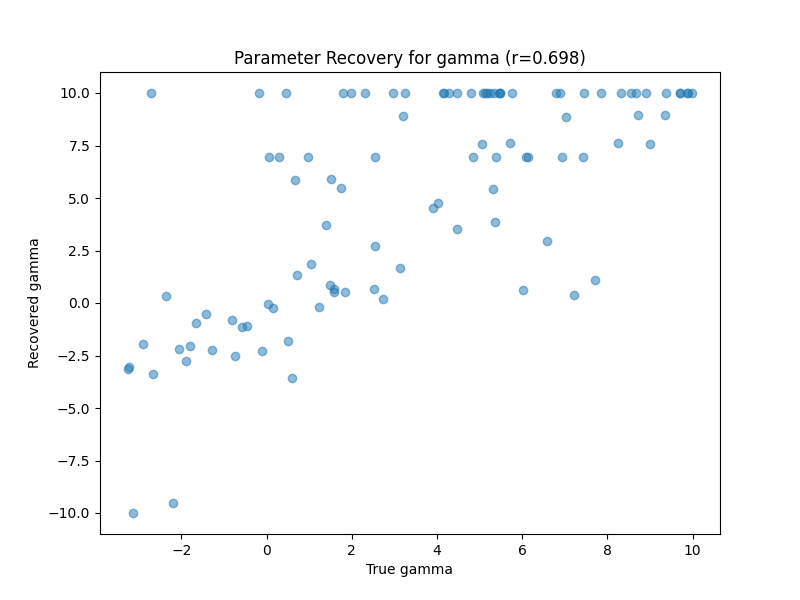 Parameter Recovery for gamma (r=0.698)
10.0
7.5
5.0
2.5
0.0
−2.5
−5.0
−7.5
−10.0
Recovered gamma
−2 0 2 4 6 8 10
True gamma